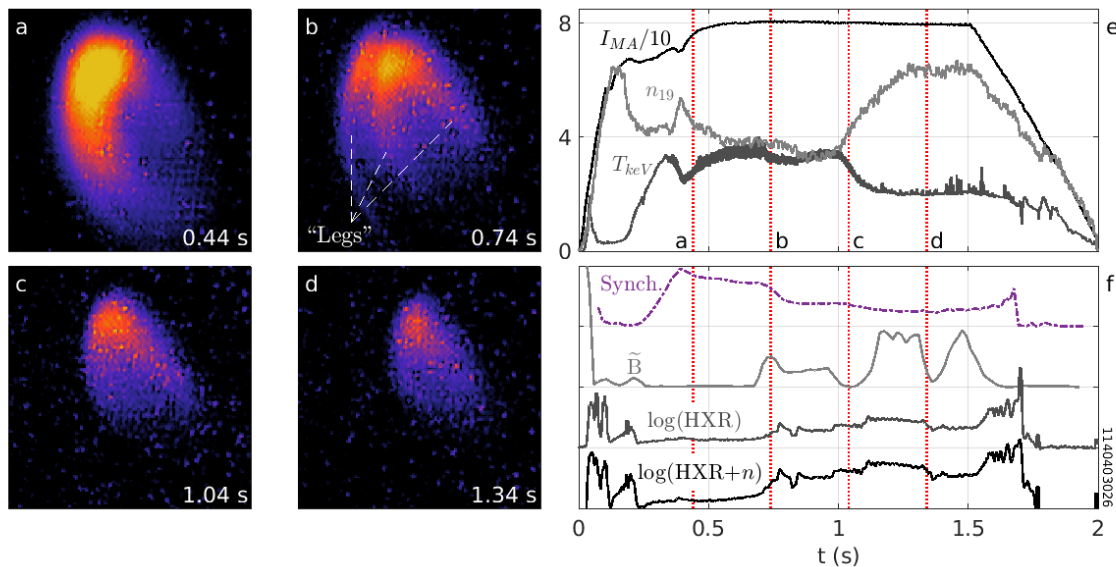 a
0.44 s
b
“Legs”
0.74 s
c
1.04 s
d
1.34 s
e
8
4
0
I_MA/10
n_19
T_keV
a
b
c
d
f
Synch.
B̃
log(HXR)
log(HXR+n)
0
0.5
1
1.5
2
t (s)
1140403026